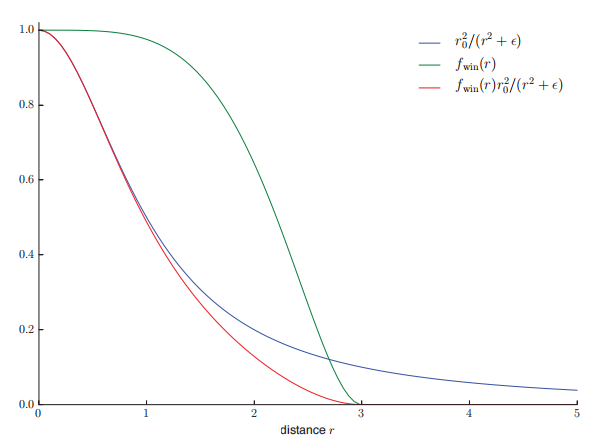 1.0
0.8
0.6
0.4
0.2
0.0
0 1 2 3 4 5
distance r
r₀²/(r² + ϵ)
f_win(r)
f_win(r)r₀²/(r² + ϵ)